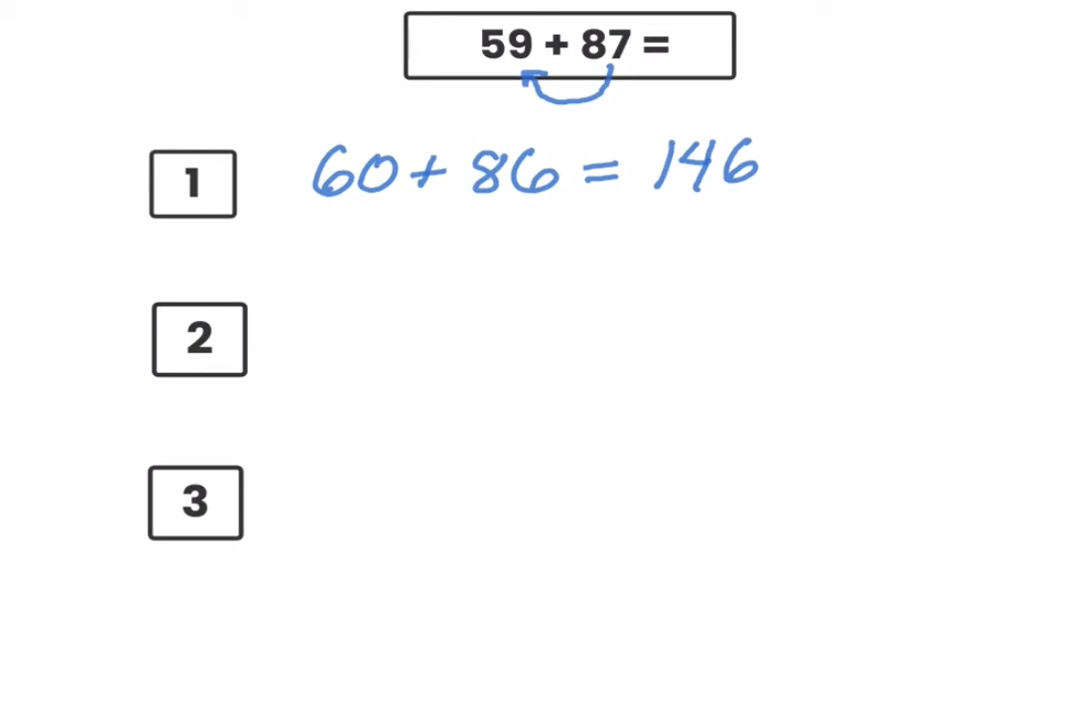 59 + 87 =
1
60 + 86 = 146
2
3